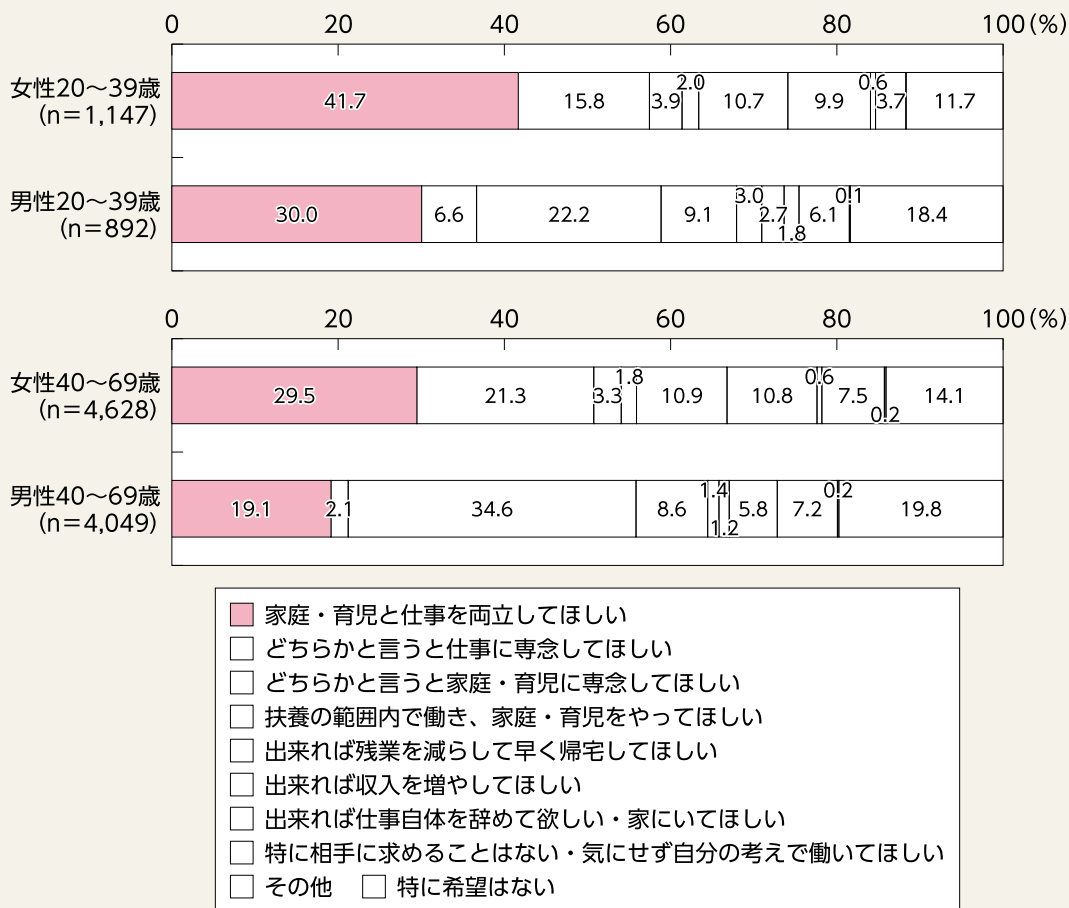 0 20 40 60 80 100(%)
女性20～39歳
(n＝1,147)
41.7 15.8 3.9 2.0 10.7 9.9 0.6 3.7 11.7
男性20～39歳
(n＝892)
30.0 6.6 22.2 9.1 3.0 2.7 1.8 6.1 0.1 18.4
0 20 40 60 80 100(%)
女性40～69歳
(n＝4,628)
29.5 21.3 3.3 1.8 10.9 10.8 0.6 7.5 0.2 14.1
男性40～69歳
(n＝4,049)
19.1 2.1 34.6 8.6 1.4 1.2 5.8 7.2 0.2 19.8
家庭・育児と仕事を両立してほしい
どちらかと言うと仕事に専念してほしい
どちらかと言うと家庭・育児に専念してほしい
扶養の範囲内で働き、家庭・育児をやってほしい
出来れば残業を減らして早く帰宅してほしい
出来れば収入を増やしてほしい
出来れば仕事自体を辞めて欲しい・家にいてほしい
特に相手に求めることはない・気にせず自分の考えで働いてほしい
その他 特に希望はない